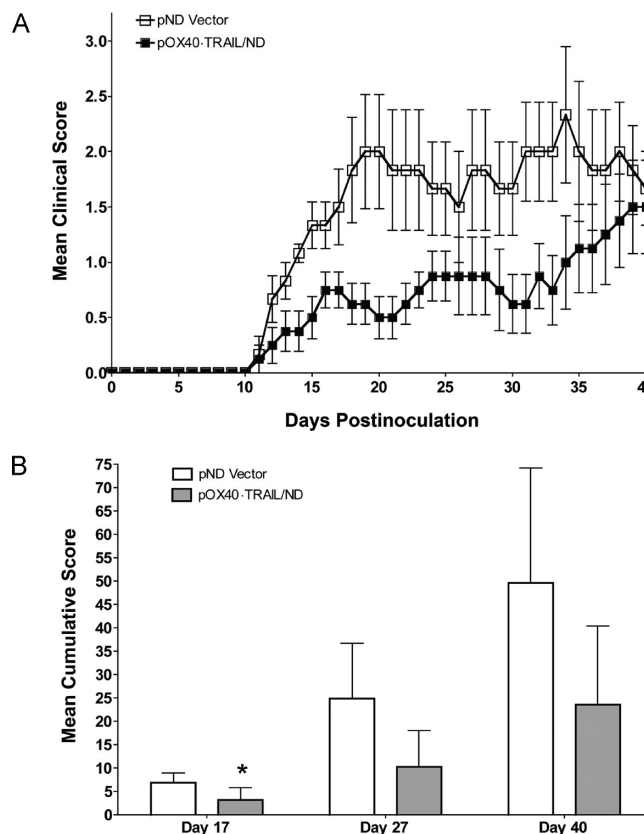 A
pND Vector
pOX40·TRAIL/ND
Mean Clinical Score
3.0
2.5
2.0
1.5
1.0
0.5
0.0
0 5 10 15 20 25 30 35
Days Postinoculation
B
pND Vector
pOX40·TRAIL/ND
Mean Cumulative Score
75
70
65
60
55
50
45
40
35
30
25
20
15
10
5
0
*
Day 17 Day 27 Day 40